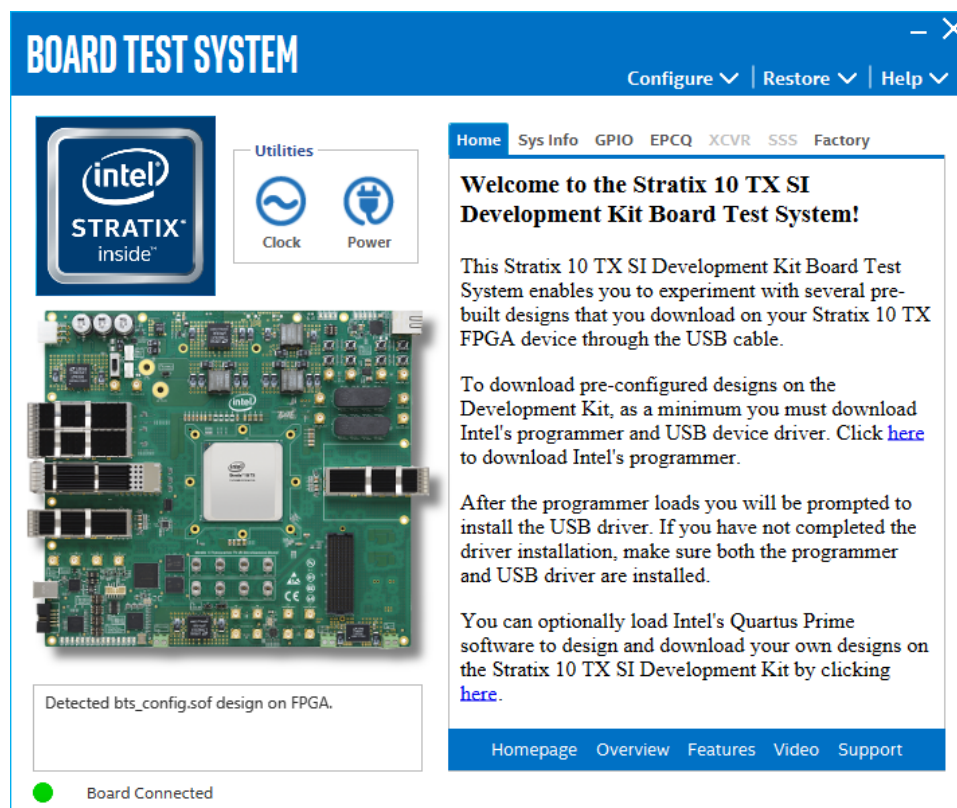 BOARD TEST SYSTEM
Configure
Restore
Help
intel
STRATIX
inside™
Utilities
Clock
Power
Home Sys Info GPIO EPCQ XCVR SSS Factory
Welcome to the Stratix 10 TX SI
Development Kit Board Test System!
This Stratix 10 TX SI Development Kit Board Test
System enables you to experiment with several pre-
built designs that you download on your Stratix 10 TX
FPGA device through the USB cable.
To download pre-configured designs on the
Development Kit, as a minimum you must download
Intel's programmer and USB device driver. Click here
to download Intel's programmer.
After the programmer loads you will be prompted to
install the USB driver. If you have not completed the
driver installation, make sure both the programmer
and USB driver are installed.
You can optionally load Intel's Quartus Prime
software to design and download your own designs on
the Stratix 10 TX SI Development Kit by clicking
here.
intel
intel
CE
Detected bts_config.sof design on FPGA.
Homepage Overview Features Video Support
Board Connected